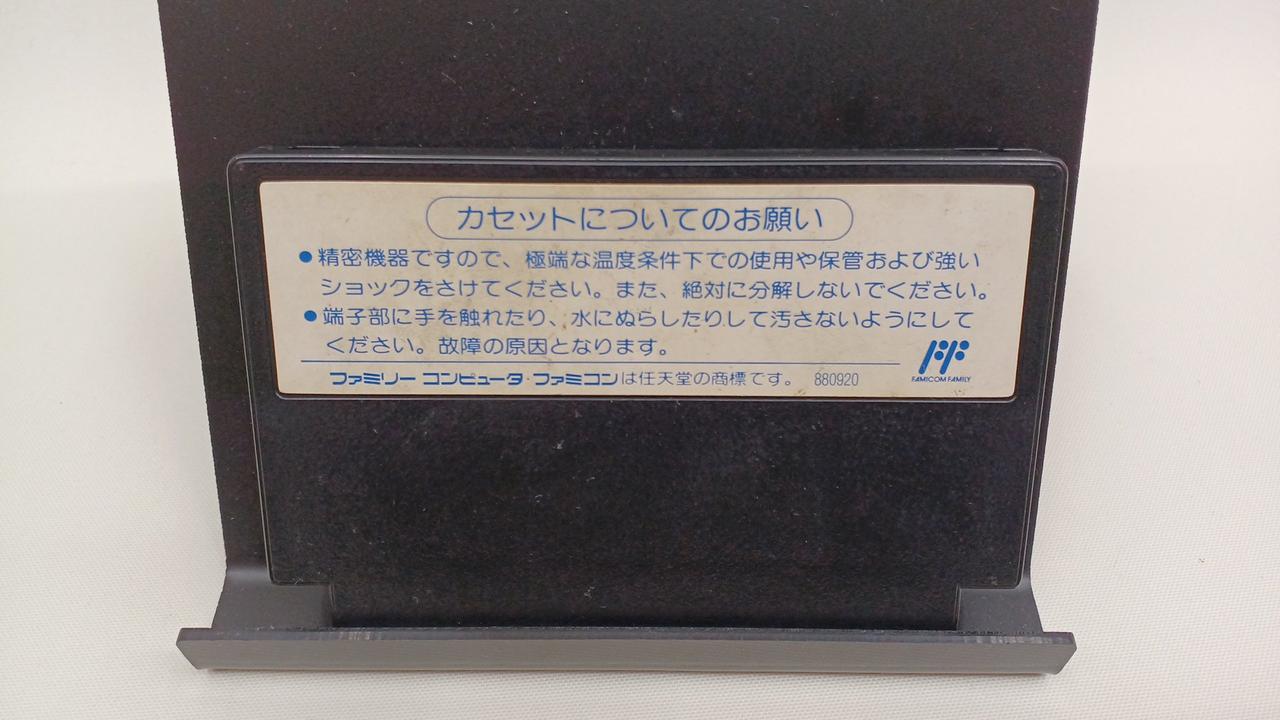 カセットについてのお願い
●精密機器ですので、極端な温度条件下での使用や保管および強い
ショックをさけてください。また、絶対に分解しないでください。
●端子部に手を触れたり、水にぬらしたりして汚さないようにして
ください。故障の原因となります。
ファミリー コンピュータ・ファミコンは任天堂の商標です。 880920
FAMICOM FAMILY